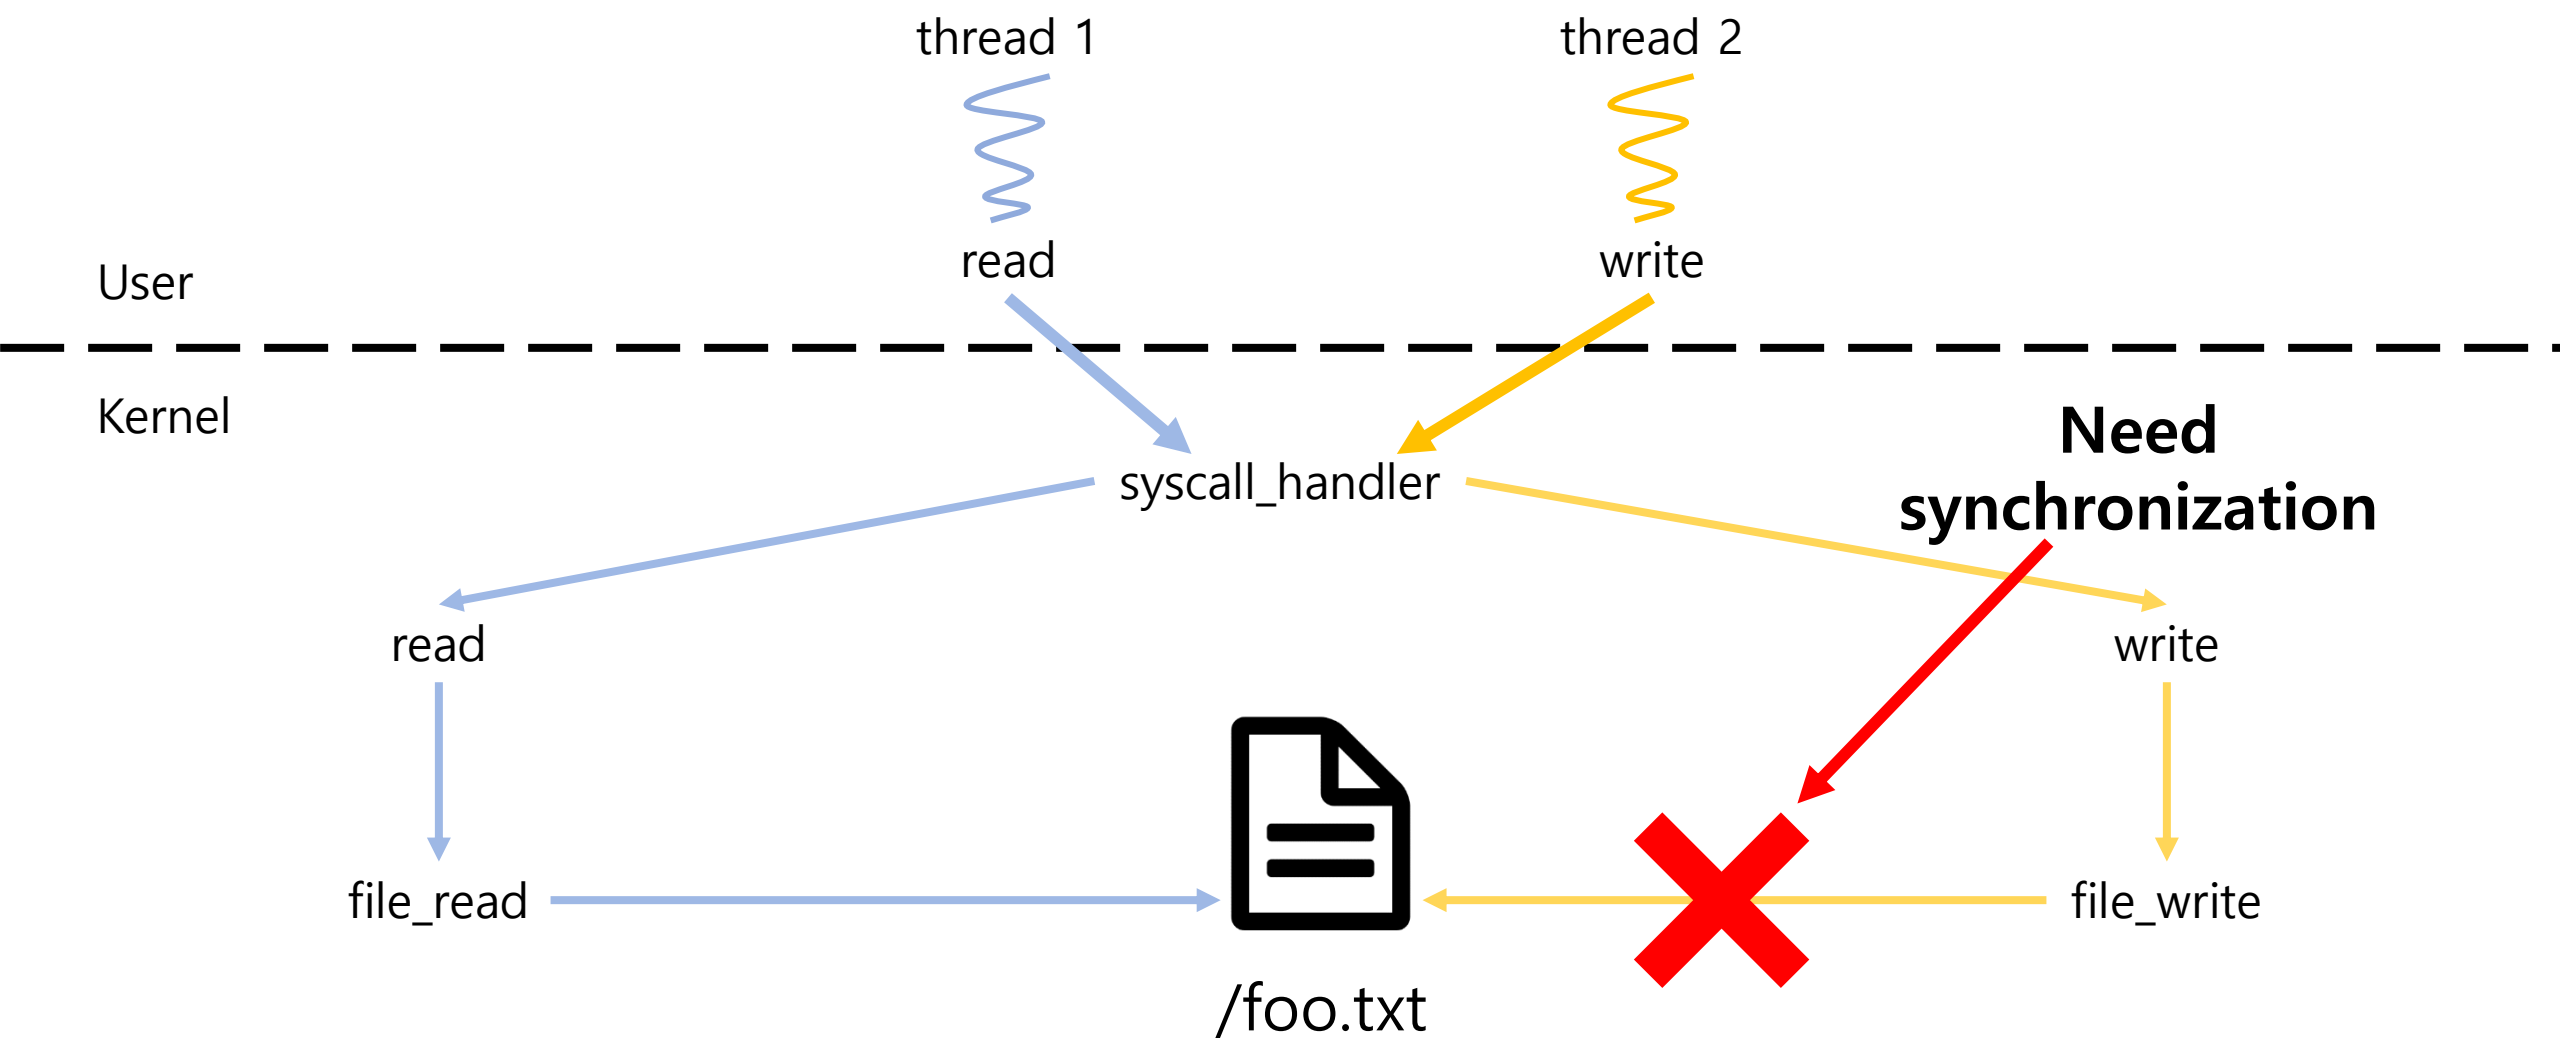 thread 1
thread 2
read
write
User
Kernel
syscall_handler
Need
synchronization
read
write
file_read
file_write
/foo.txt